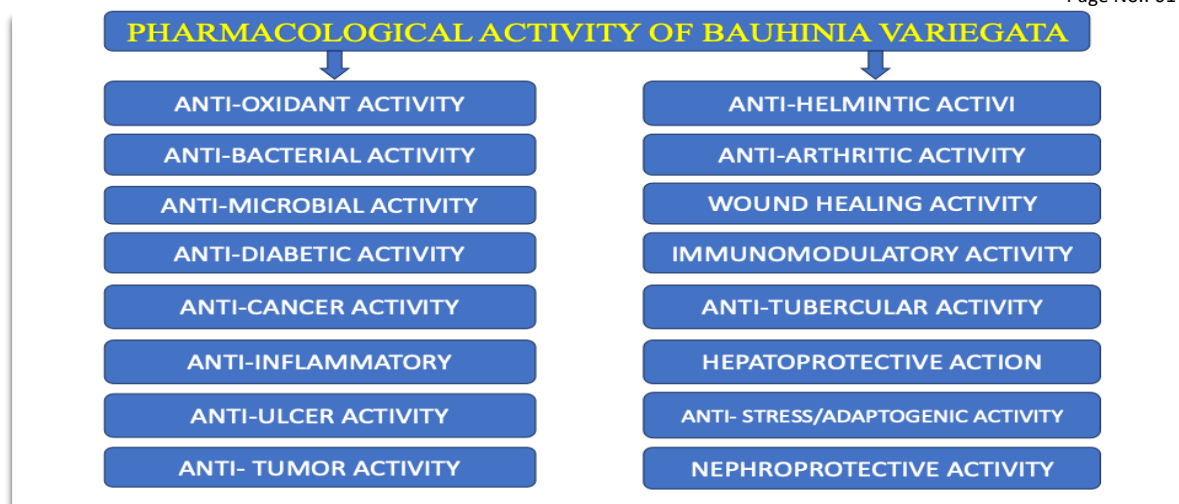 PHARMACOLOGICAL ACTIVITY OF BAUHINIA VARIEGATA
ANTI-OXIDANT ACTIVITY
ANTI-BACTERIAL ACTIVITY
ANTI-MICROBIAL ACTIVITY
ANTI-DIABETIC ACTIVITY
ANTI-CANCER ACTIVITY
ANTI-INFLAMMATORY
ANTI-ULCER ACTIVITY
ANTI- TUMOR ACTIVITY
ANTI-HELMINTIC ACTIVI
ANTI-ARTHRITIC ACTIVITY
WOUND HEALING ACTIVITY
IMMUNOMODULATORY ACTIVITY
ANTI-TUBERCULAR ACTIVITY
HEPATOPROTECTIVE ACTION
ANTI- STRESS/ADAPTOGENIC ACTIVITY
NEPHROPROTECTIVE ACTIVITY